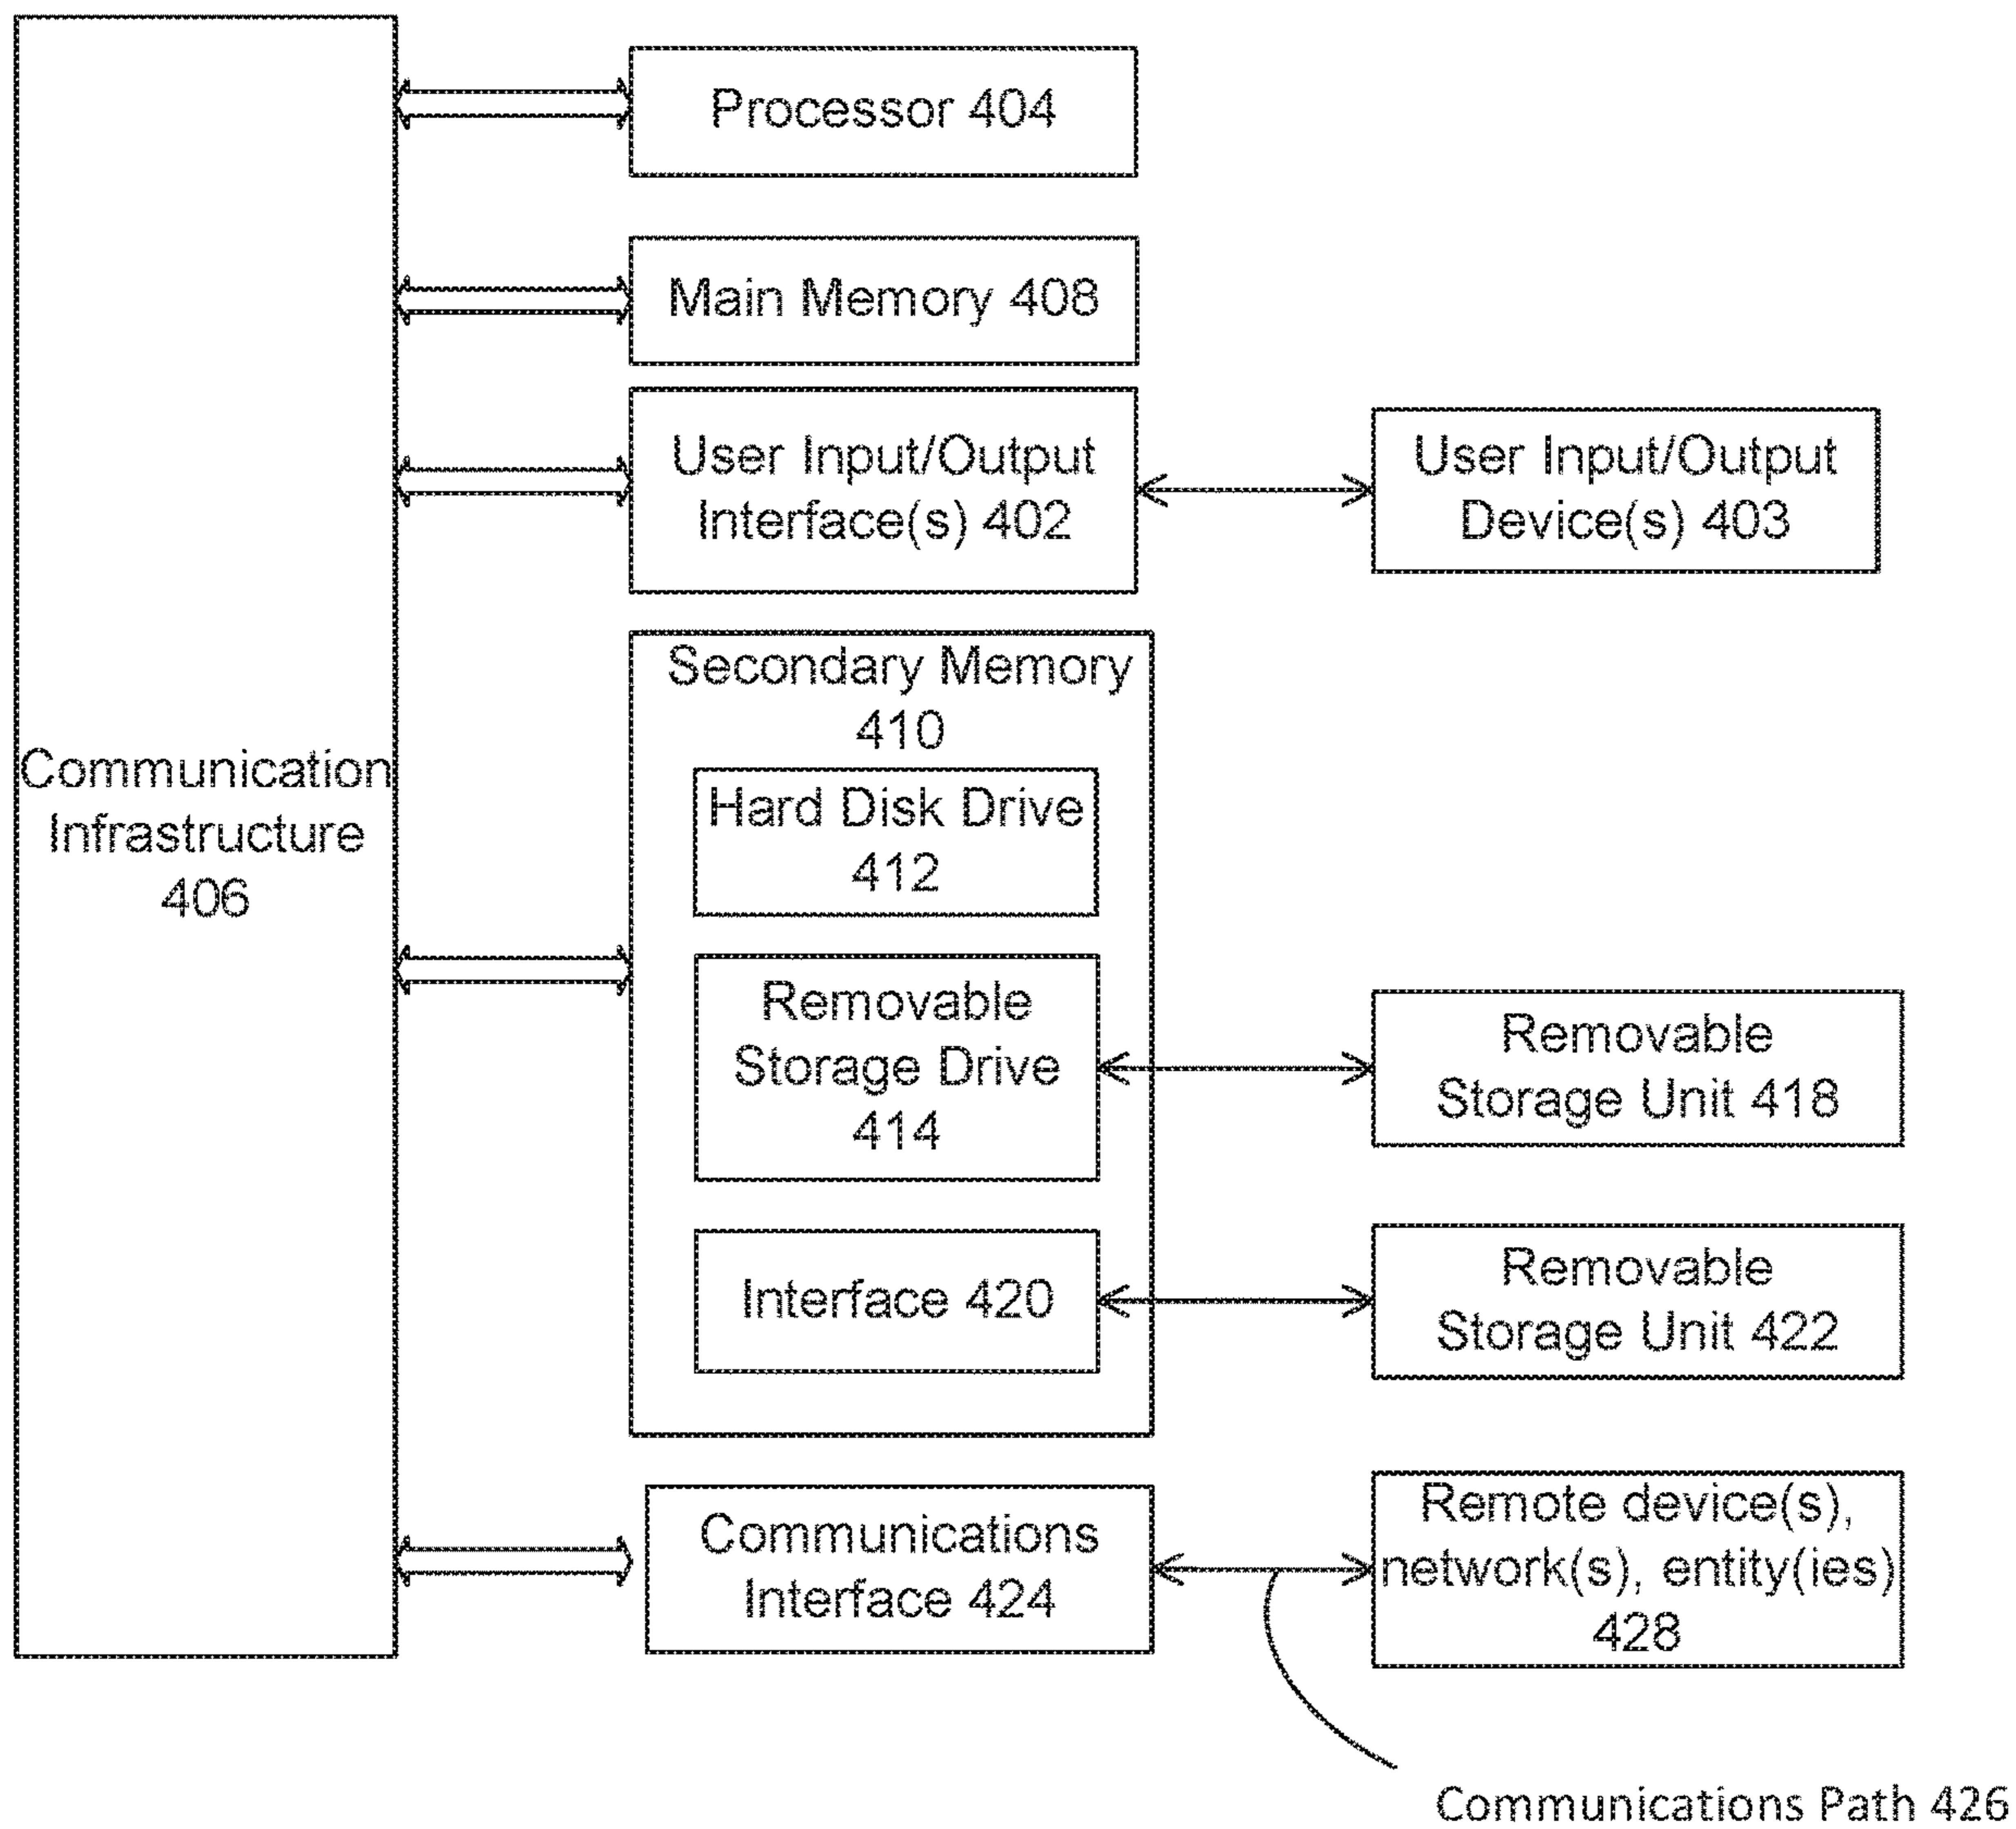 Processor 404
Main Memory 408
User Input/Output
Interface(s) 402
User Input/Output
Device(s) 403
Secondary Memory
410
Communication
Infrastructure
406
Hard Disk Drive
412
Removable
Storage Drive
414
Removable
Storage Unit 418
Interface 420
Removable
Storage Unit 422
Communications
Interface 424
Remote device(s),
network(s), entity(ies)
428
Communications Path 426